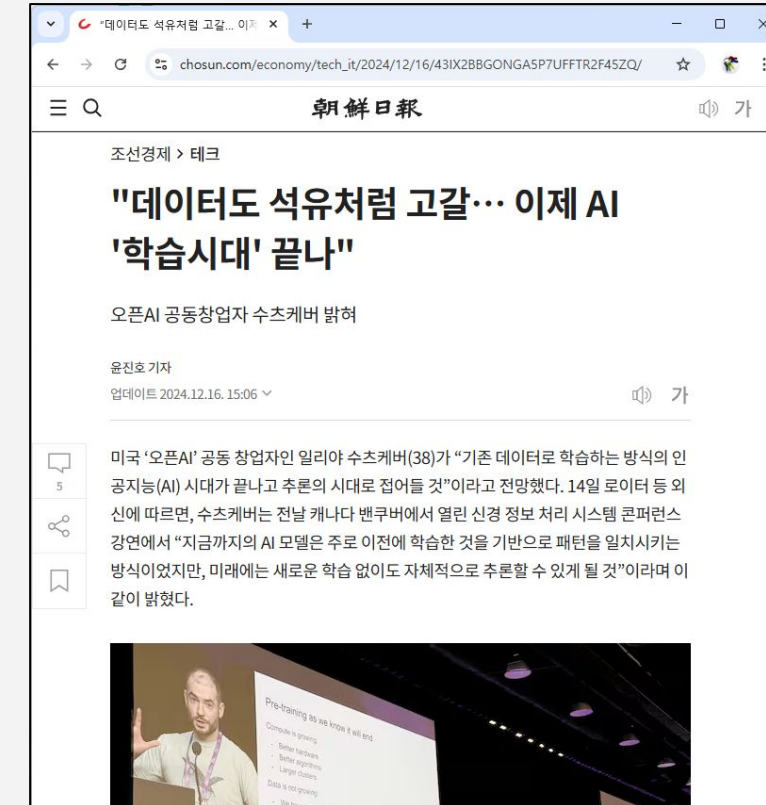 "데이터도 석유처럼 고갈... 이제
chosun.com/economy/tech_it/2024/12/16/43IX2BBGONGA5P7UFFTR2F45ZQ/
朝鮮日報
가
조선경제 > 테크
"데이터도 석유처럼 고갈… 이제 AI
'학습시대' 끝나"
오픈AI 공동창업자 수츠케버 밝혀
윤진호 기자
업데이트 2024.12.16. 15:06
가
미국 ‘오픈AI’ 공동 창업자인 일리야 수츠케버(38)가 “기존 데이터로 학습하는 방식의 인
공지능(AI) 시대가 끝나고 추론의 시대로 접어들 것”이라고 전망했다. 14일 로이터 등 외
5
신에 따르면, 수츠케버는 전날 캐나다 밴쿠버에서 열린 신경 정보 처리 시스템 콘퍼런스
강연에서 “지금까지의 AI 모델은 주로 이전에 학습한 것을 기반으로 패턴을 일치시키는
방식이었지만, 미래에는 새로운 학습 없이도 자체적으로 추론할 수 있게 될 것”이라며 이
같이 밝혔다.
Pre-training as we know it will end
Compute is growing:
- Better hardware
- Better algorithms
- Larger clusters
Data is not growing: